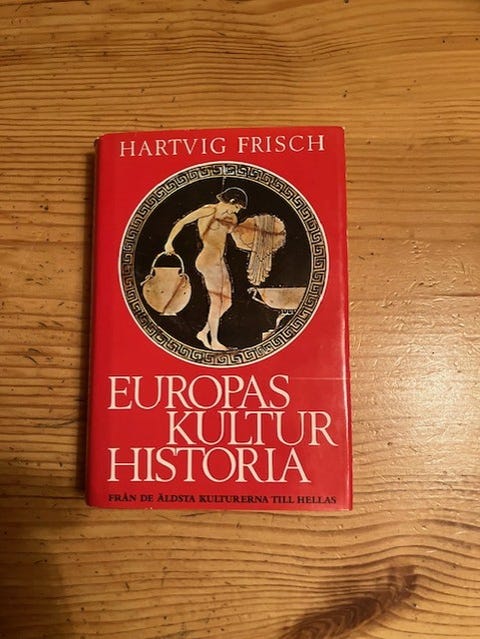 HARTVIG FRISCH
EUROPAS
KULTUR
HISTORIA
FRÅN DE ÄLDSTA KULTURERNA TILL HELLAS